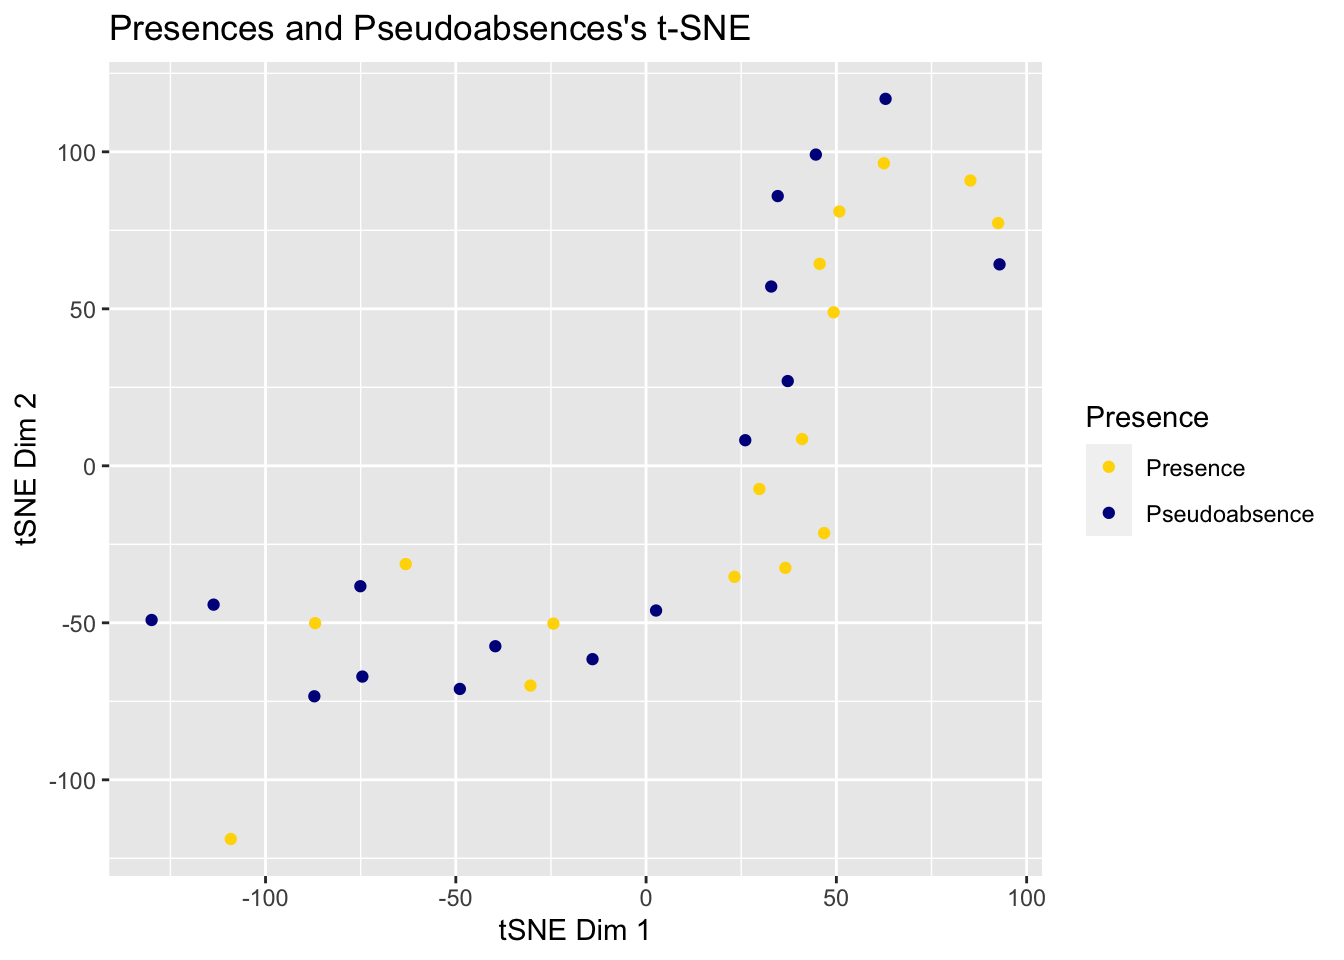 Presences and Pseudoabsences's t-SNE
tSNE Dim 2
100
50
0
-50
-100
-100
-50
0
50
100
tSNE Dim 1
Presence
Presence
Pseudoabsence